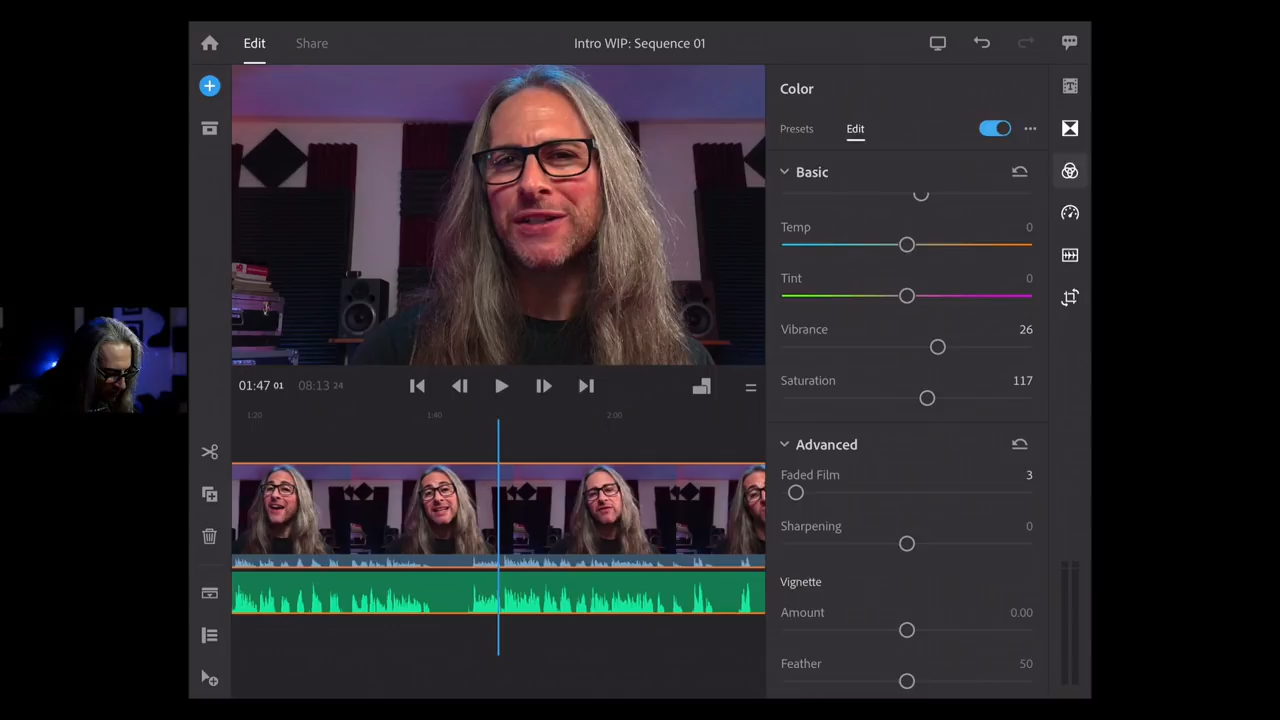 Edit
Share
Intro WIP: Sequence 01
Color
Presets
Edit
Basic
Temp
0
Tint
0
Vibrance
26
Saturation
117
01:47 01
08:13 24
1:20
1:40
2:00
Advanced
Faded Film
3
Sharpening
0
Vignette
Amount
0.00
Feather
50